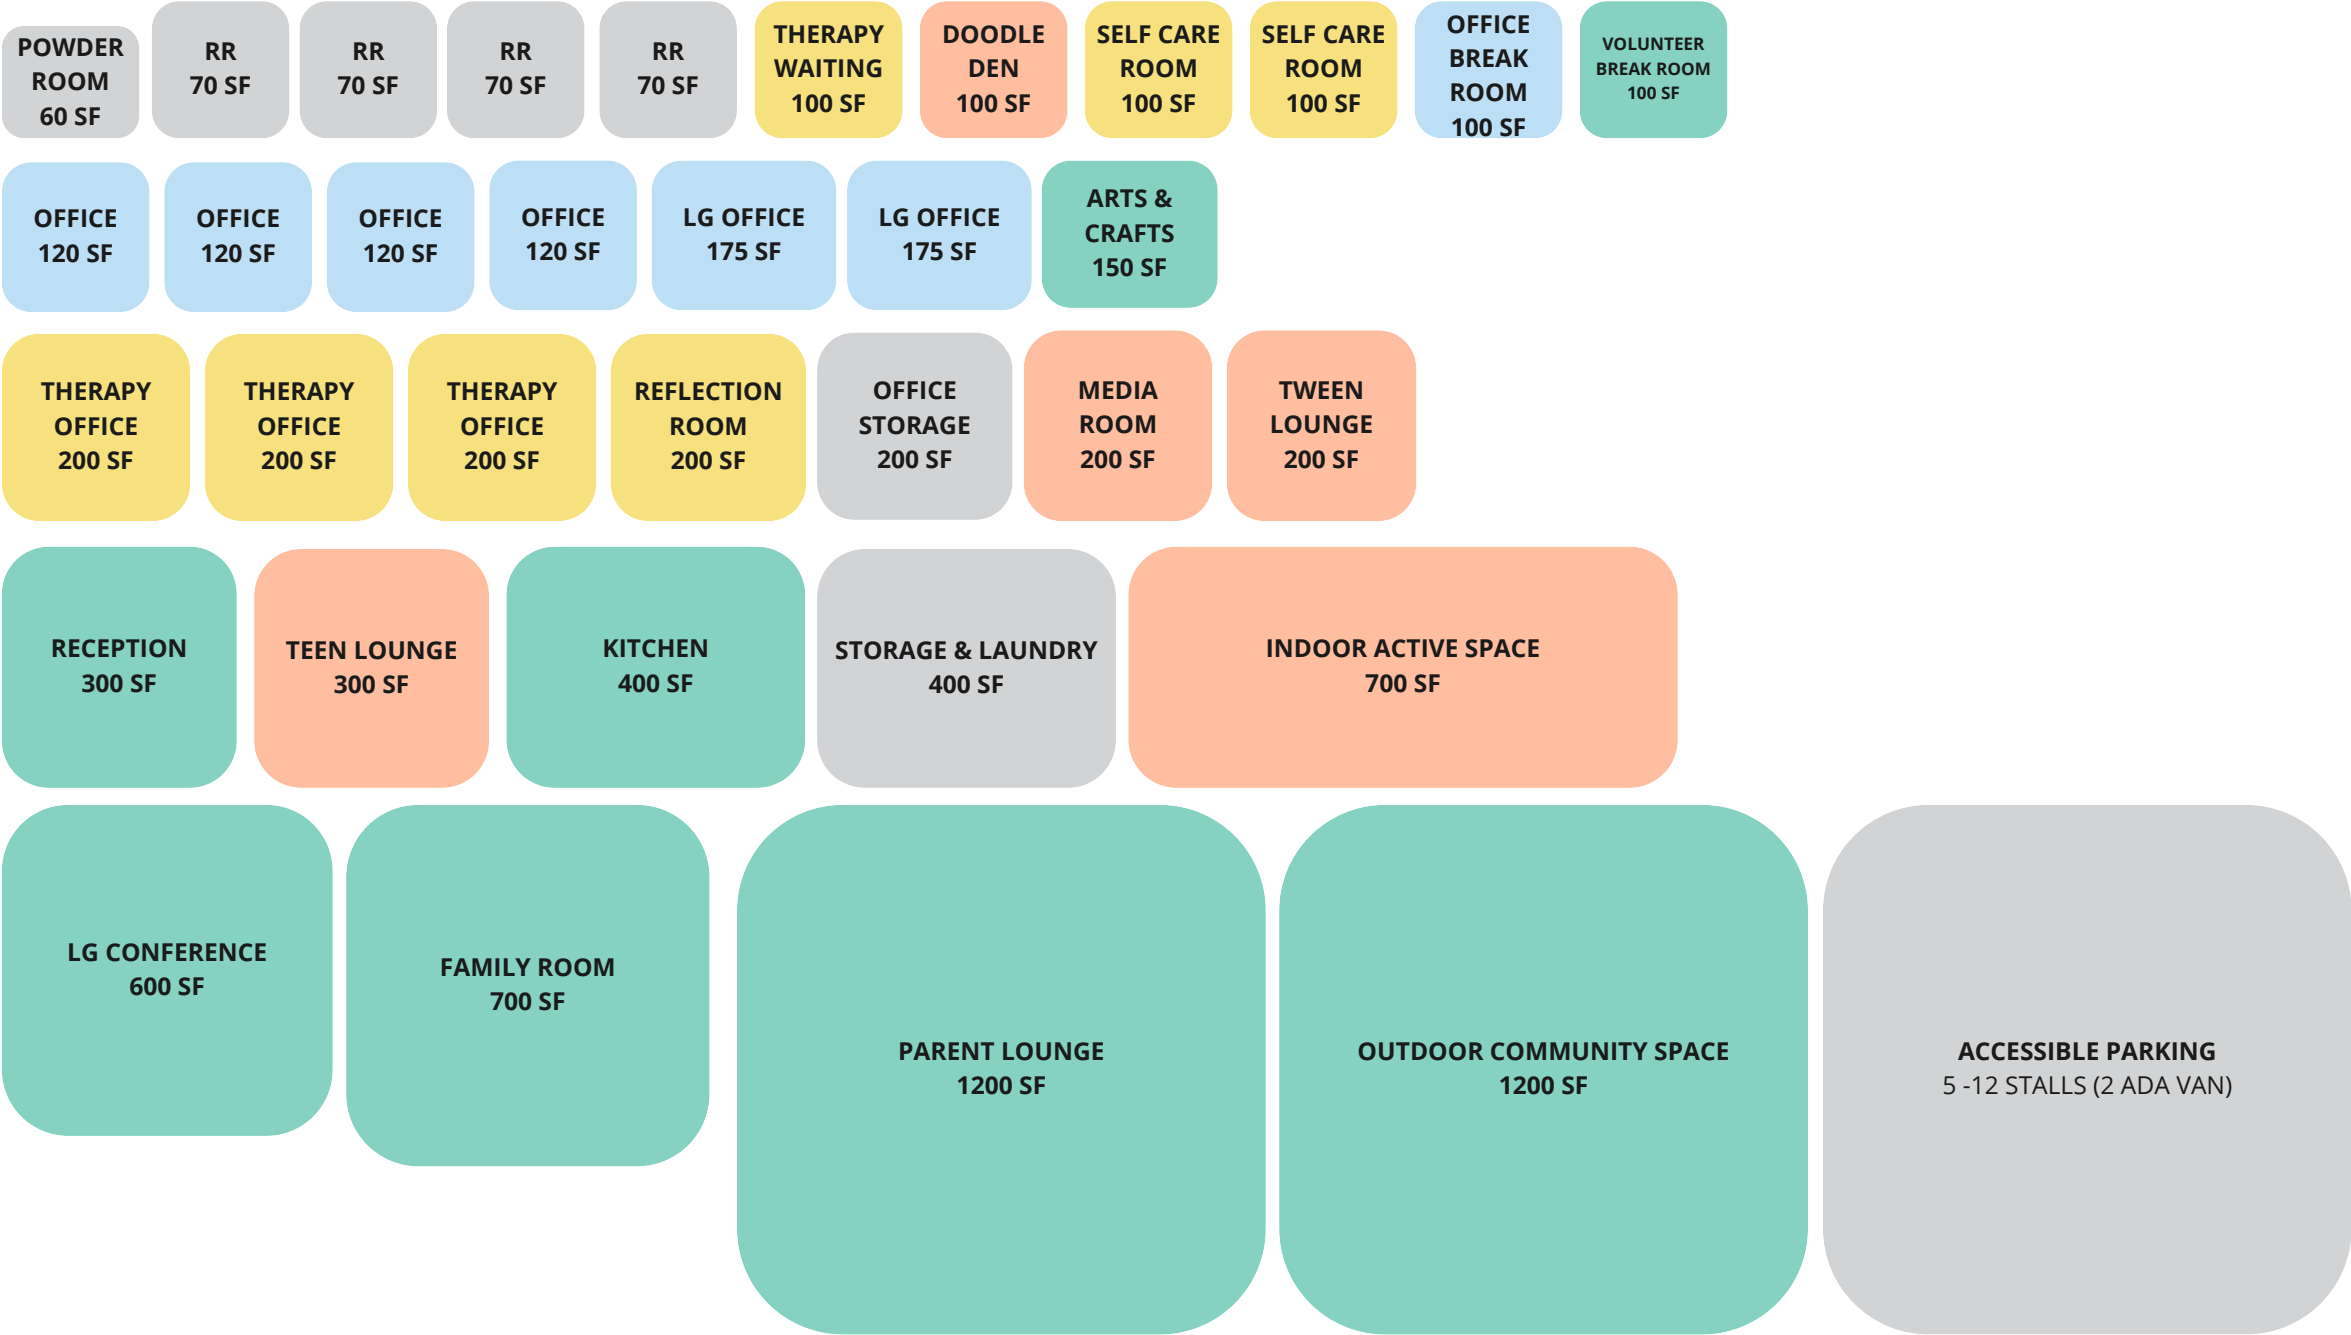 POWDER
ROOM
60 SF
RR
70 SF
RR
70 SF
RR
70 SF
RR
70 SF
THERAPY
WAITING
100 SF
DOODLE
DEN
100 SF
SELF CARE
ROOM
100 SF
SELF CARE
ROOM
100 SF
OFFICE
BREAK
ROOM
100 SF
VOLUNTEER
BREAK ROOM
100 SF
OFFICE
120 SF
OFFICE
120 SF
OFFICE
120 SF
OFFICE
120 SF
LG OFFICE
175 SF
LG OFFICE
175 SF
ARTS &
CRAFTS
150 SF
THERAPY
OFFICE
200 SF
THERAPY
OFFICE
200 SF
THERAPY
OFFICE
200 SF
REFLECTION
ROOM
200 SF
OFFICE
STORAGE
200 SF
MEDIA
ROOM
200 SF
TWEEN
LOUNGE
200 SF
RECEPTION
300 SF
TEEN LOUNGE
300 SF
KITCHEN
400 SF
STORAGE & LAUNDRY
400 SF
INDOOR ACTIVE SPACE
700 SF
LG CONFERENCE
600 SF
FAMILY ROOM
700 SF
PARENT LOUNGE
1200 SF
OUTDOOR COMMUNITY SPACE
1200 SF
ACCESSIBLE PARKING
5 -12 STALLS (2 ADA VAN)